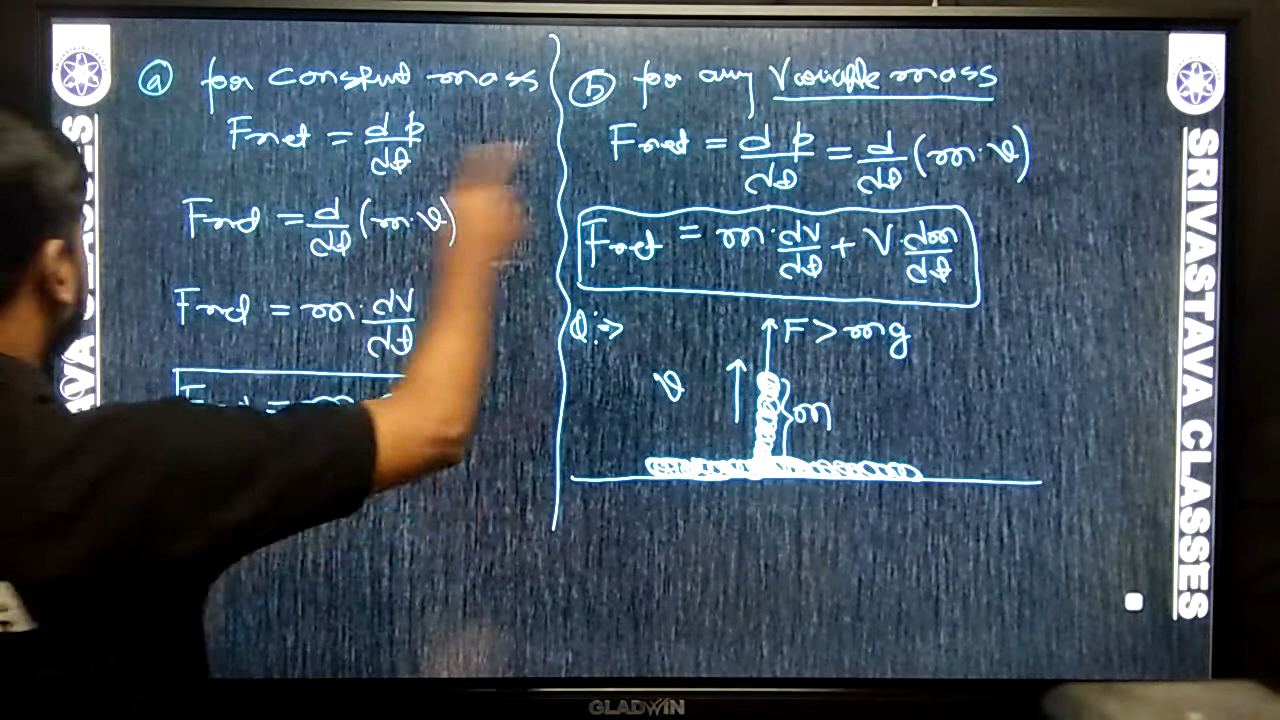 ⓐ for constant mass
Fnet = dp/dt
Fnet = d/dt (m·v)
Fnet = m·dv/dt
ⓑ for any Variable mass
Fnet = dp/dt = d/dt (m·v)
Fnet = m·dv/dt + v·dm/dt
Q:→
F > mg
v
m
SRIVASTAVA CLASSES
GLADWIN